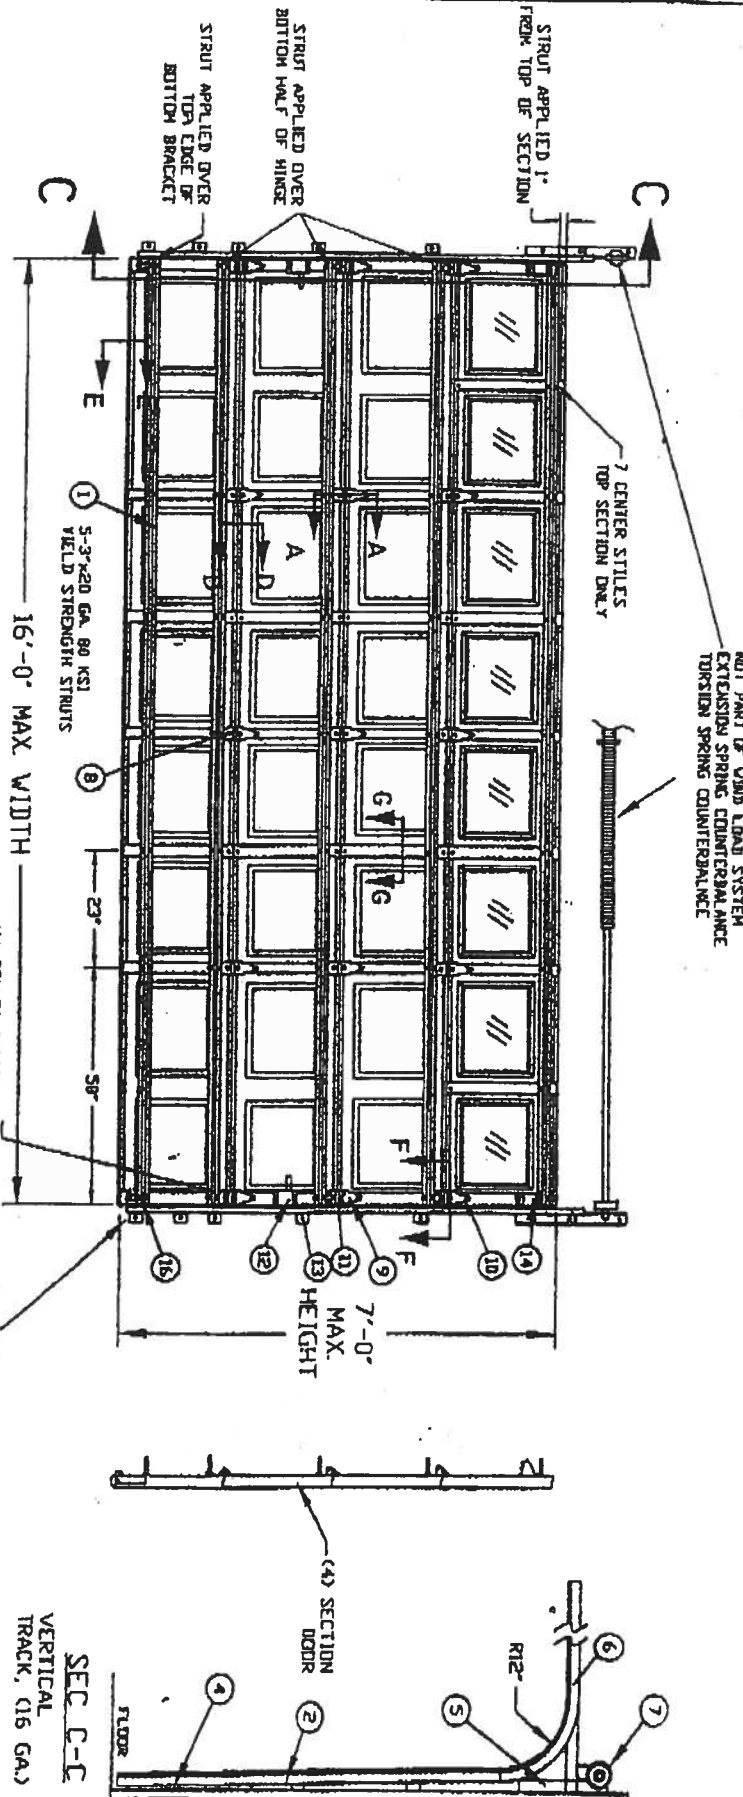 STRUT APPLIED 1"
FROM TOP OF SECTION
STRUT APPLIED OVER
BOTTOM HALF OF HINGE
STRUT APPLIED OVER
TOP EDGE OF
BOTTOM BRACKET
C
C
NOT PART OF WIND LOAD SYSTEM
EXTENSION SPRING COUNTERBALANCE
TORSION SPRING COUNTERBALNCE
7 CENTER STILES
TOP SECTION ONLY
E
A
A
D
D
G
G
F
F
1
5-3"x20 GA. 80 KSI
YIELD STRENGTH STRUTS
8
23"
50"
16'-0" MAX WIDTH
14
10
9
11
13
12
16
7'-0"
MAX.
HEIGHT
(4) SECTION
DOOR
6
7
R12"
5
2
4
FLOOR
SEC C-C
VERTICAL
TRACK, (16 GA.)